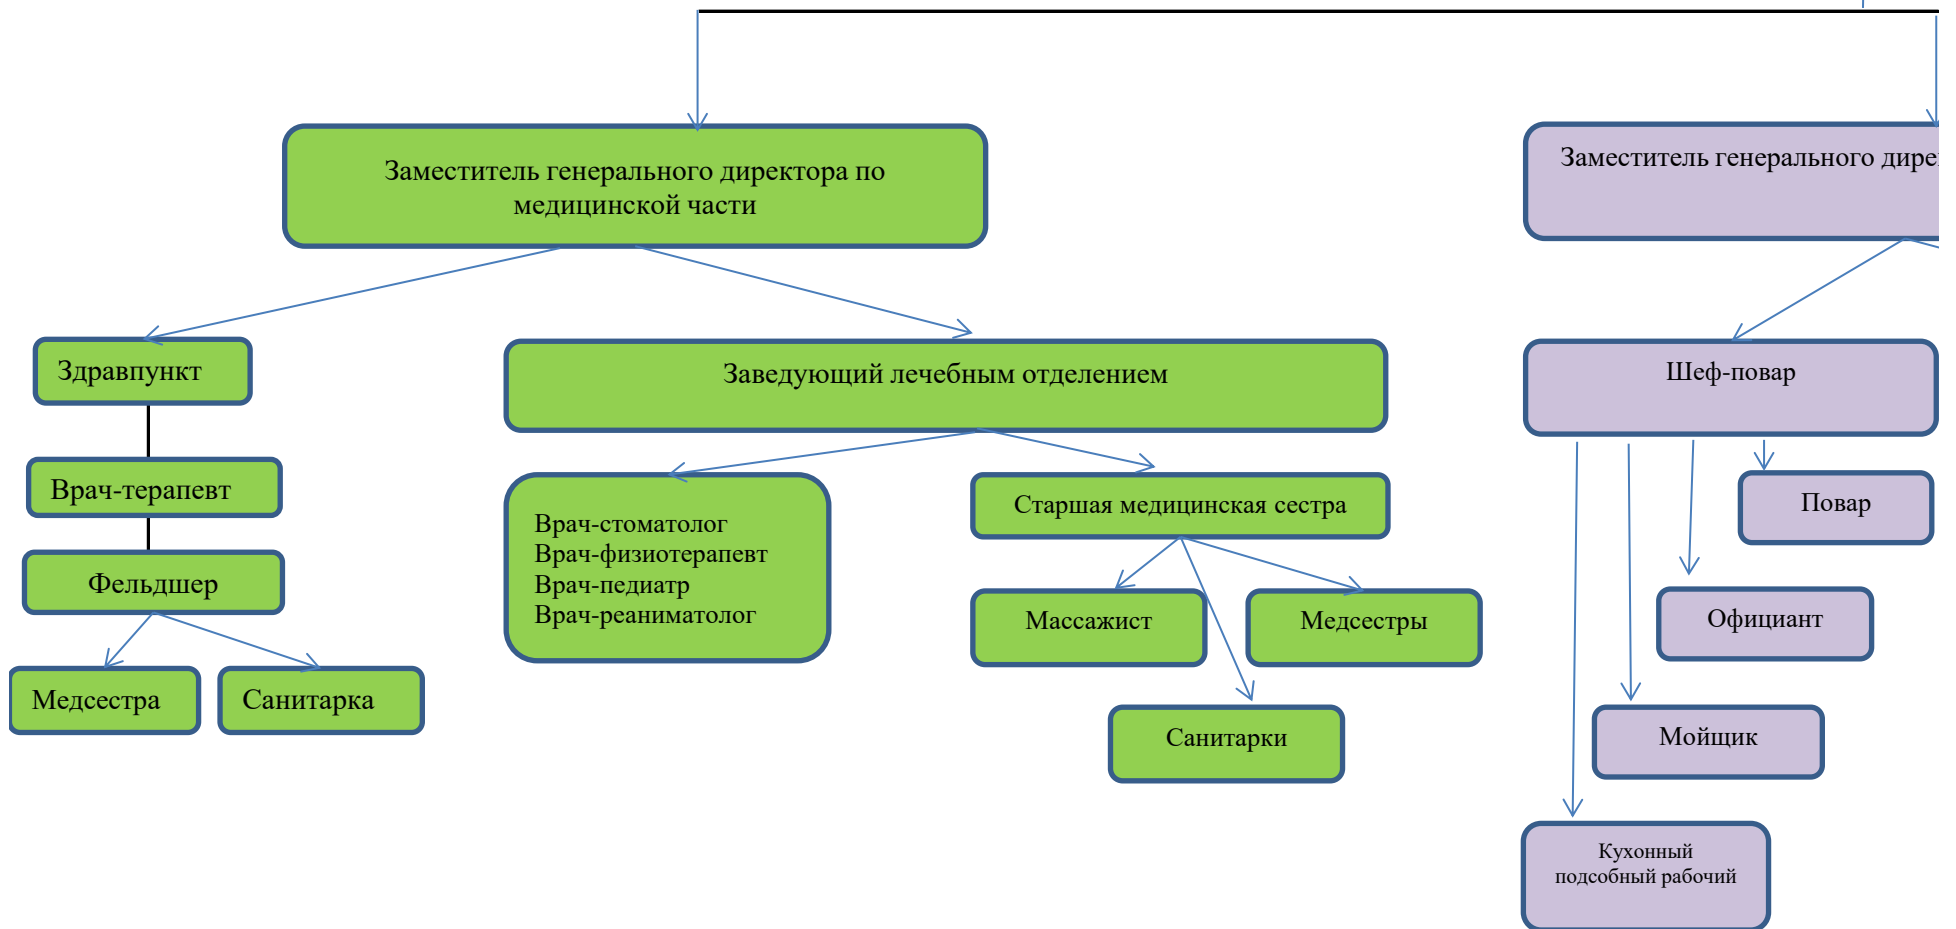 Заместитель генерального директора по
медицинской части
Заместитель генерального
Здравпункт
Заведующий лечебным отделением
Шеф-повар
Врач-терапевт
Врач-стоматолог
Врач-физиотерапевт
Врач-педиатр
Врач-реаниматолог
Старшая медицинская сестра
Повар
Фельдшер
Массажист
Медсестры
Официант
Медсестра
Санитарка
Санитарки
Мойщик
Кухонный
подсобный рабочий